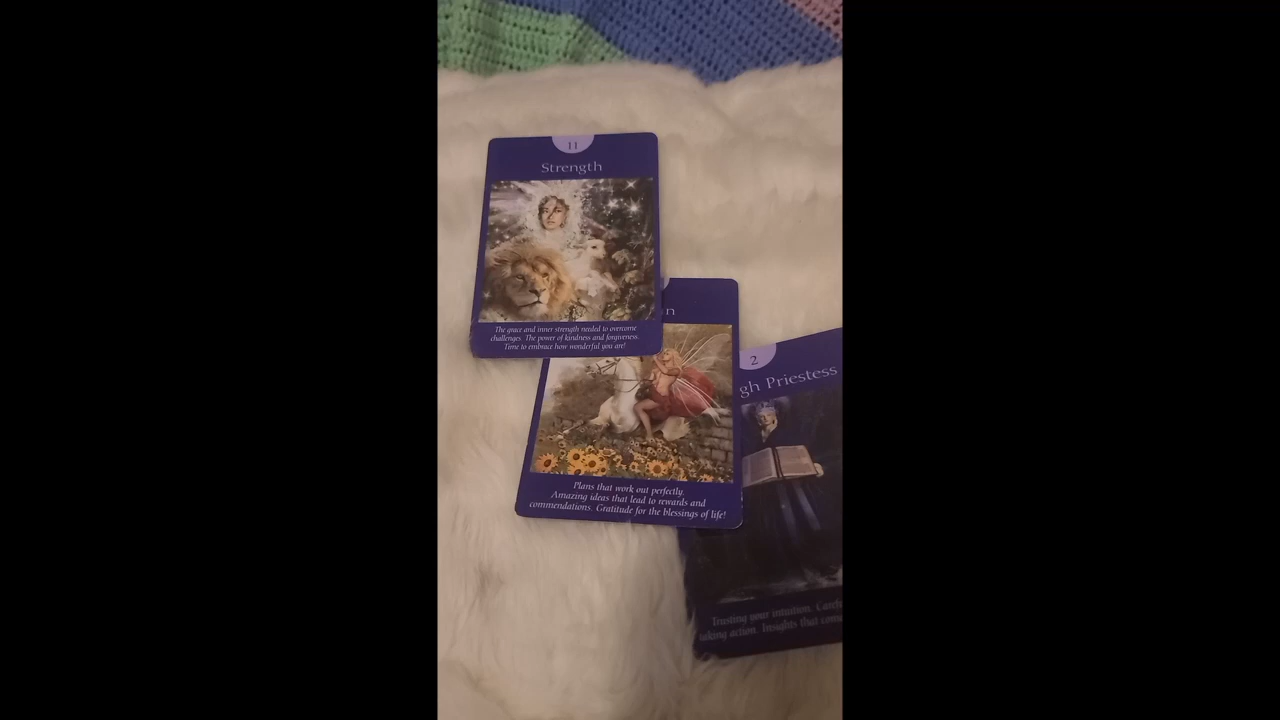 11
Strength
The grace and inner strength needed to overcome
challenges. The power of kindness and forgiveness.
Time to embrace how wonderful you are!
n
Plans that work out perfectly.
Amazing ideas that lead to rewards and
commendations. Gratitude for the blessings of life!
2
gh Priestess
Trusting your intuition. Caref
taking action. Insights that come